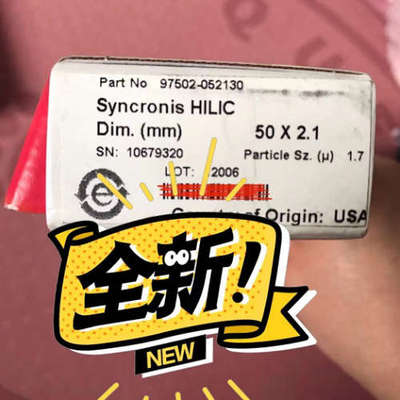 Part No 97502-052130
Syncronis HILIC
Dim. (mm) 50 X 2.1
SN: 10679320 Particle Sz. (µ) 1.7
LOT: 2006
of Origin: USA
全新!
NEW